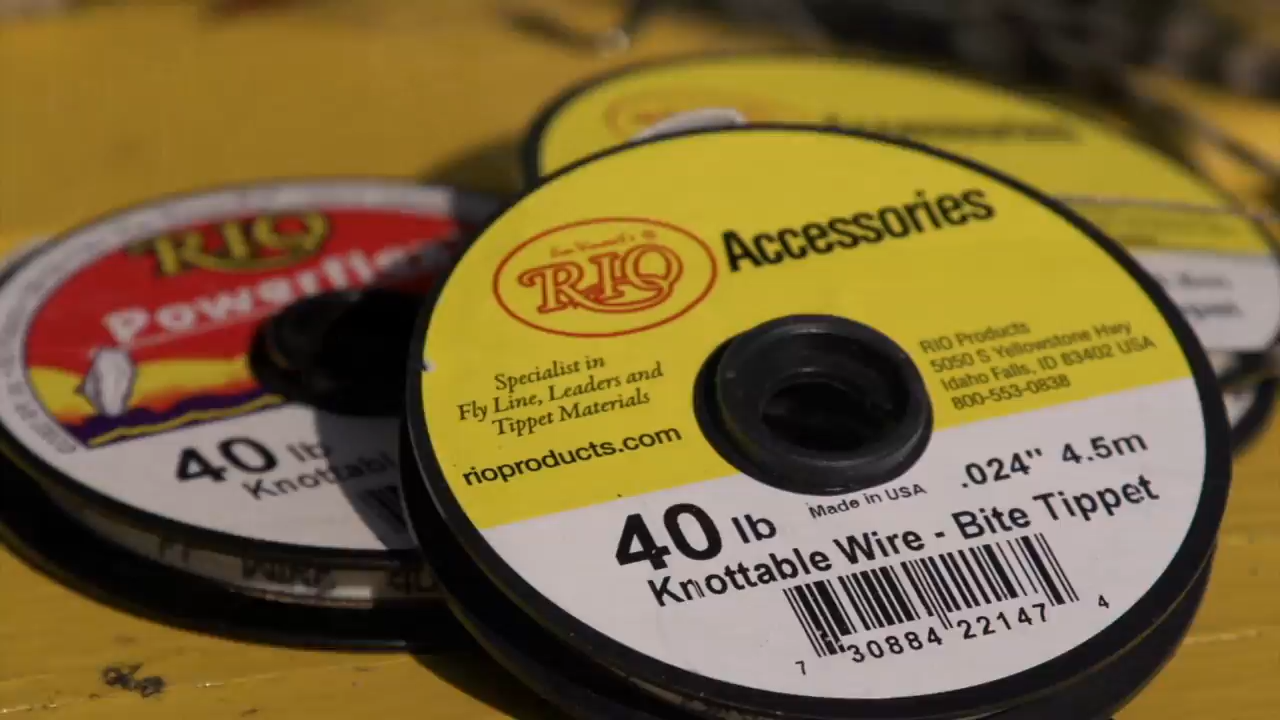 RIO
Powerflex
40 lb
Knottable
RIO
Accessories
Specialist in
Fly Line, Leaders and
Tippet Materials
rioproducts.com
RIO Products
5050 S Yellowstone Hwy
Idaho Falls, ID 83402 USA
800-553-0838
Made in USA
.024" 4.5m
40 lb
Knottable Wire - Bite Tippet
7 30884 22147 4
Accessories